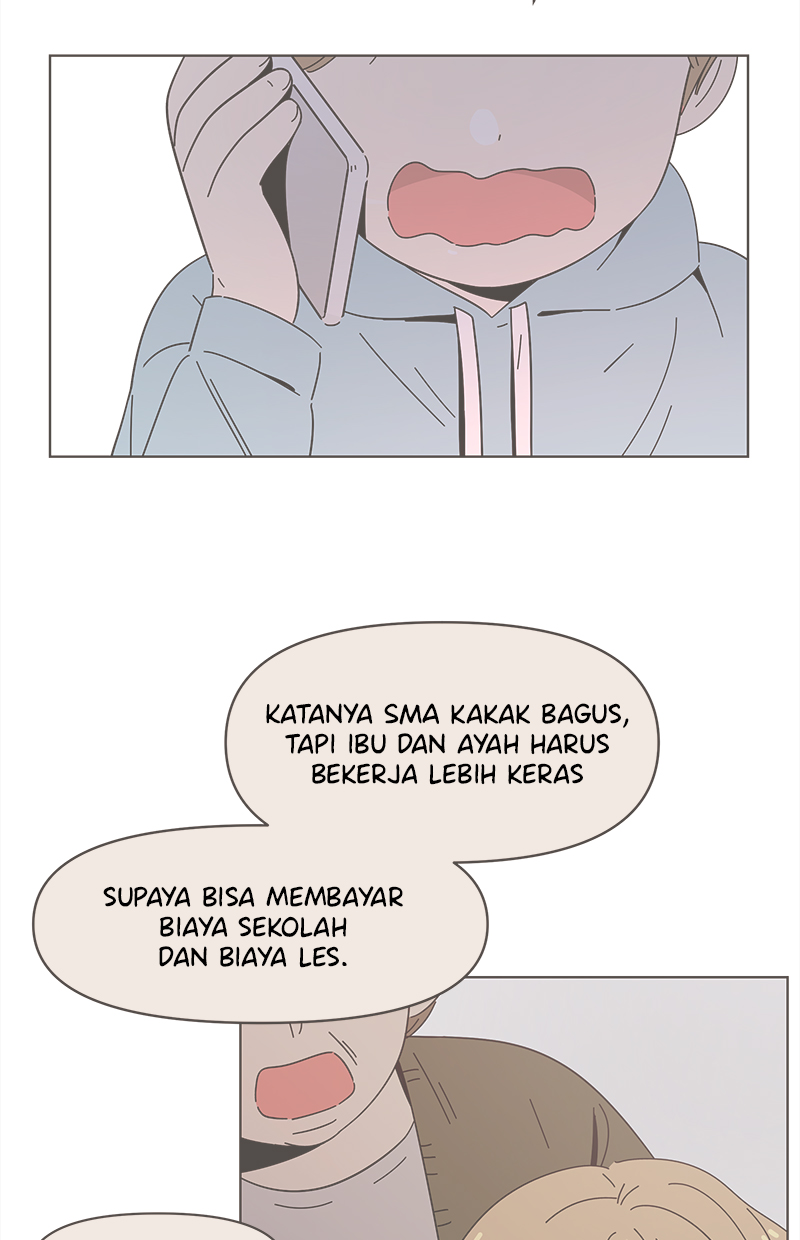 KATANYA SMA KAKAK BAGUS,
TAPI IBU DAN AYAH HARUS
BEKERJA LEBIH KERAS
SUPAYA BISA MEMBAYAR
BIAYA SEKOLAH
DAN BIAYA LES.